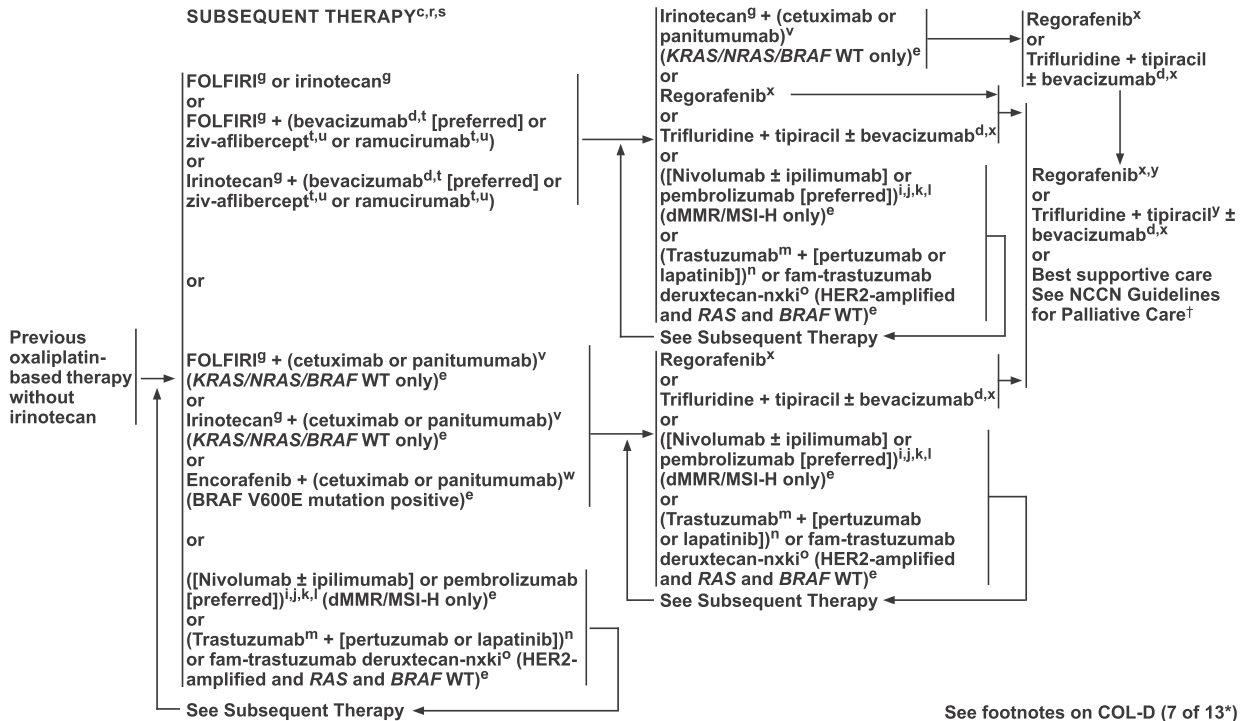 SUBSEQUENT THERAPYc,r,s
Previous
oxaliplatin-
based therapy
without
irinotecan
FOLFIRIg or irinotecang
or
FOLFIRIg + (bevacizumabd,t [preferred] or
ziv-afliberceptt,u or ramucirumabt,u)
or
Irinotecang + (bevacizumabd,t [preferred] or
ziv-afliberceptt,u or ramucirumabt,u)
or
FOLFIRIg + (cetuximab or panitumumab)v
(KRAS/NRAS/BRAF WT only)e
or
Irinotecang + (cetuximab or panitumumab)v
(KRAS/NRAS/BRAF WT only)e
or
Encorafenib + (cetuximab or panitumumab)w
(BRAF V600E mutation positive)e
or
([Nivolumab ± ipilimumab] or pembrolizumab
[preferred])i,j,k,l (dMMR/MSI-H only)e
or
(Trastuzumabm + [pertuzumab or lapatinib])n
or fam-trastuzumab deruxtecan-nxkio (HER2-
amplified and RAS and BRAF WT)e
See Subsequent Therapy
Irinotecang + (cetuximab or
panitumumab)v
(KRAS/NRAS/BRAF WT only)e
or
Regorafenibx
or
Trifluridine + tipiracil ± bevacizumabd,x
or
([Nivolumab ± ipilimumab] or
pembrolizumab [preferred])i,j,k,l
(dMMR/MSI-H only)e
or
(Trastuzumabm + [pertuzumab or
lapatinib])n or fam-trastuzumab
deruxtecan-nxkio (HER2-amplified
and RAS and BRAF WT)e
See Subsequent Therapy
Regorafenibx
or
Trifluridine + tipiracil ± bevacizumabd,x
or
([Nivolumab ± ipilimumab] or
pembrolizumab [preferred])i,j,k,l
(dMMR/MSI-H only)e
or
(Trastuzumabm + [pertuzumab
or lapatinib])n or fam-trastuzumab
deruxtecan-nxkio (HER2-amplified
and RAS and BRAF WT)e
See Subsequent Therapy
Regorafenibx
or
Trifluridine + tipiracil
± bevacizumabd,x
Regorafenibx,y
or
Trifluridine + tipiracily ±
bevacizumabd,x
or
Best supportive care
See NCCN Guidelines
for Palliative Care†
See footnotes on COL-D (7 of 13*)